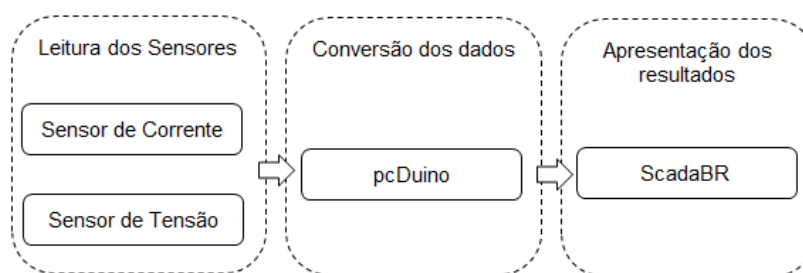 Leitura dos Sensores
Sensor de Corrente
Sensor de Tensão
Conversão dos dados
pcDuino
Apresentação dos
resultados
ScadaBR